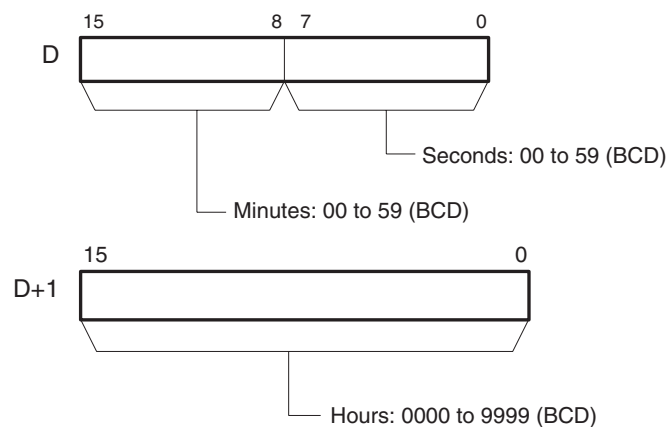 15 8 7 0
D
Seconds: 00 to 59 (BCD)
Minutes: 00 to 59 (BCD)
15 0
D+1
Hours: 0000 to 9999 (BCD)